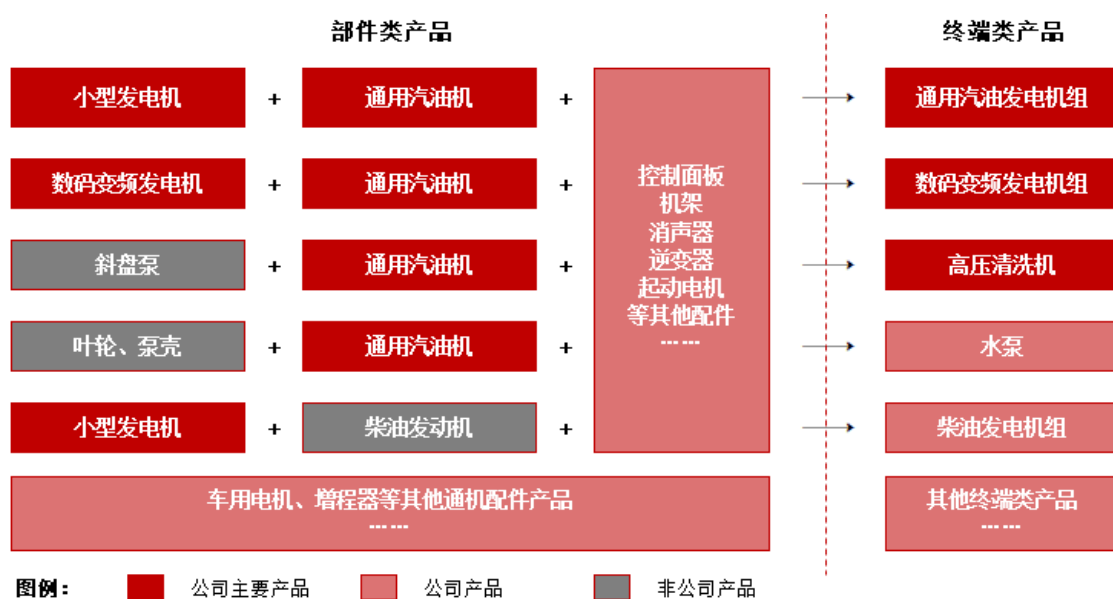 部件类产品
终端类产品
小型发电机 + 通用汽油机 +
通用汽油发电机组
数码变频发电机 + 通用汽油机 +
数码变频发电机组
斜盘泵 + 通用汽油机 +
高压清洗机
叶轮、泵壳 + 通用汽油机 +
水泵
小型发电机 + 柴油发动机 +
柴油发电机组
控制面板
机架
消声器
逆变器
起动电机
等其他配件
……
车用电机、增程器等其他通机配件产品
……
其他终端类产品
……
图例： 公司主要产品 公司产品 非公司产品